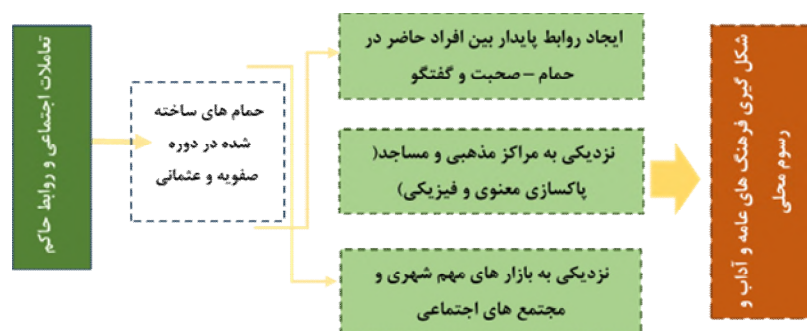 تعاملات اجتماعی و روابط حاکم
حمام های ساخته
شده در دوره
صفویه و عثمانی
ایجاد روابط پایدار بین افراد حاضر در
حمام – صحبت و گفتگو
نزدیکی به مراکز مذهبی و مساجد(
پاکسازی معنوی و فیزیکی)
نزدیکی به بازار های مهم شهری و
مجتمع های اجتماعی
شکل گیری فرهنگ های عامه و آداب و
رسوم محلی